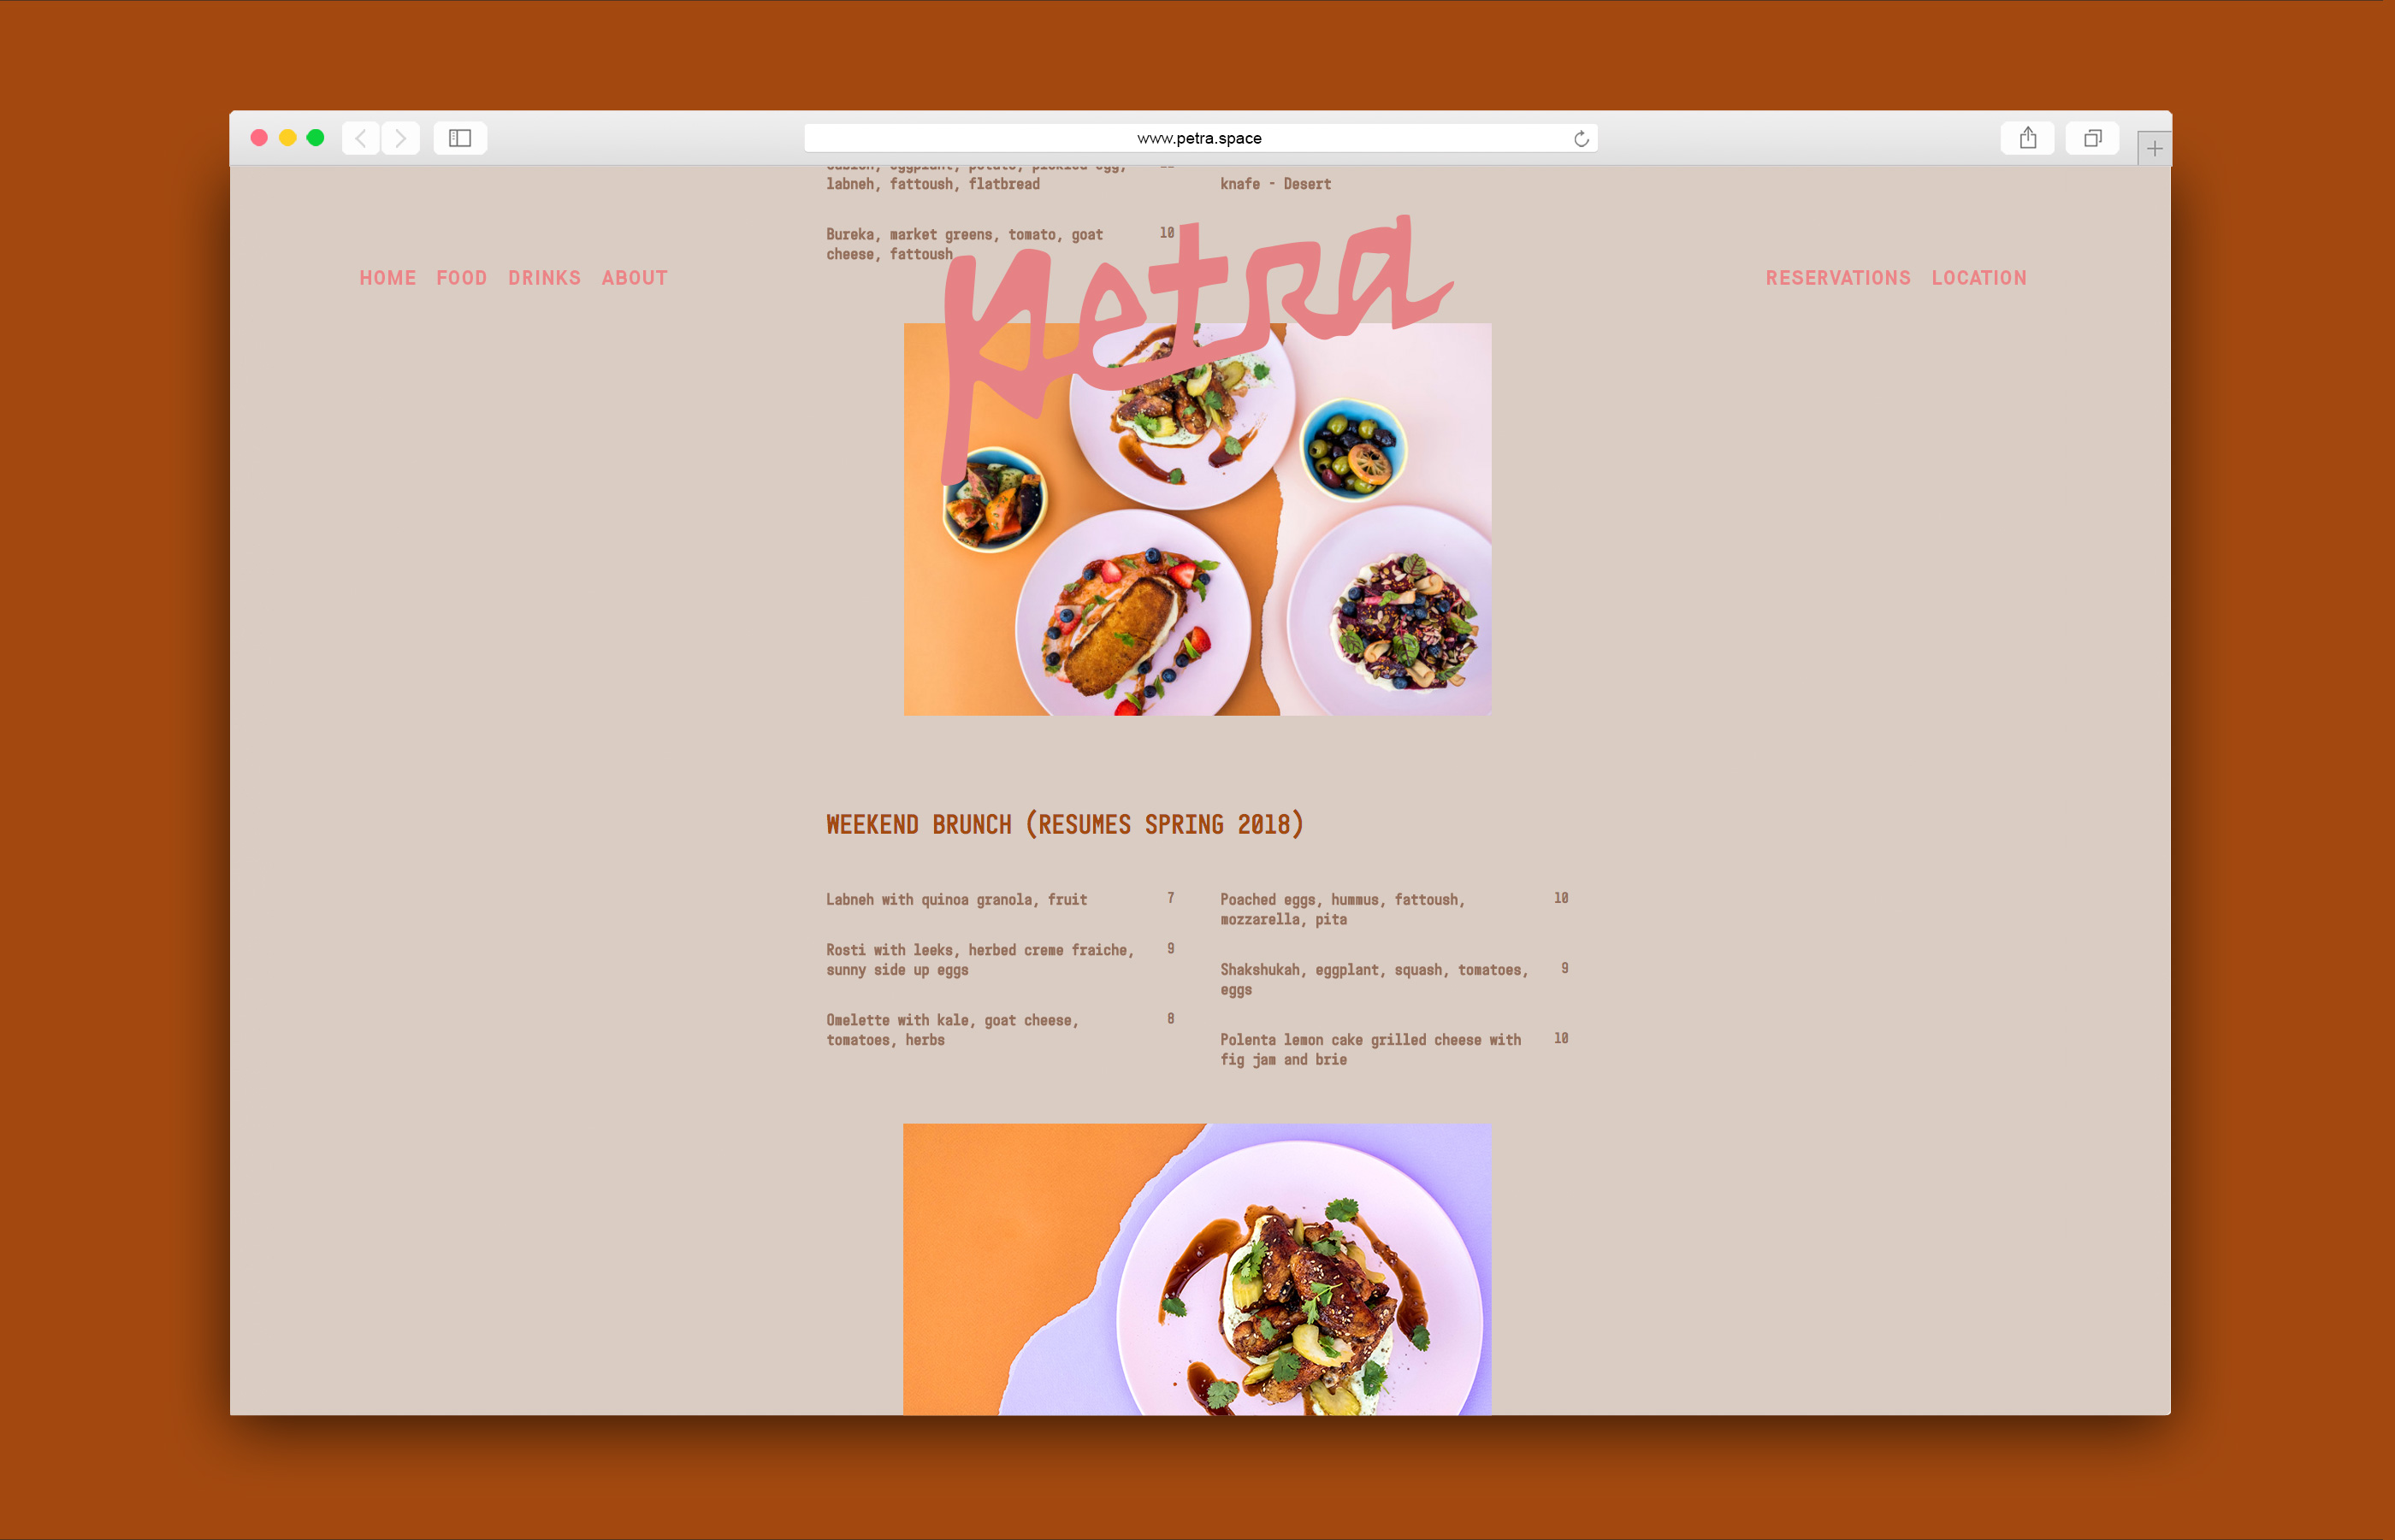 www.petra.space
labneh, fattoush, flatbread
knafe - Desert
Bureka, market greens, tomato, goat 10
cheese, fattoush
petra
HOME FOOD DRINKS ABOUT
RESERVATIONS LOCATION
WEEKEND BRUNCH (RESUMES SPRING 2018)
Labneh with quinoa granola, fruit 7
Rosti with leeks, herbed creme fraiche, 9
sunny side up eggs
Omelette with kale, goat cheese, 8
tomatoes, herbs
Poached eggs, hummus, fattoush, 10
mozzarella, pita
Shakshukah, eggplant, squash, tomatoes, 9
eggs
Polenta lemon cake grilled cheese with 10
fig jam and brie